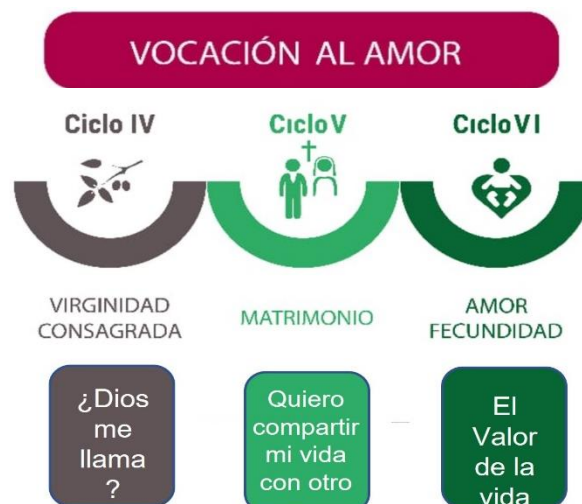 VOCACIÓN AL AMOR
Ciclo IV
Ciclo V
Ciclo VI
VIRGINIDAD
CONSAGRADA
MATRIMONIO
AMOR
FECUNDIDAD
¿Dios
me
llama
?
Quiero
compartir
mi vida
con otro
El
Valor
de la
vida